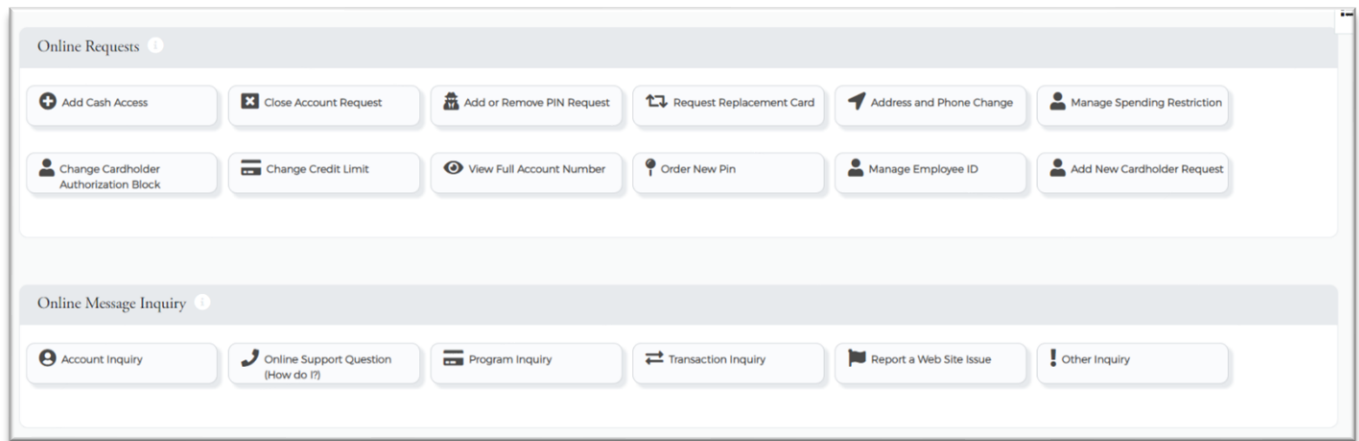 Online Requests
Add Cash Access
Close Account Request
Add or Remove PIN Request
Request Replacement Card
Address and Phone Change
Manage Spending Restriction
Change Cardholder
Authorization Block
Change Credit Limit
View Full Account Number
Order New Pin
Manage Employee ID
Add New Cardholder Request
Online Message Inquiry
Account Inquiry
Online Support Question
(How do I?)
Program Inquiry
Transaction Inquiry
Report a Web Site Issue
Other Inquiry